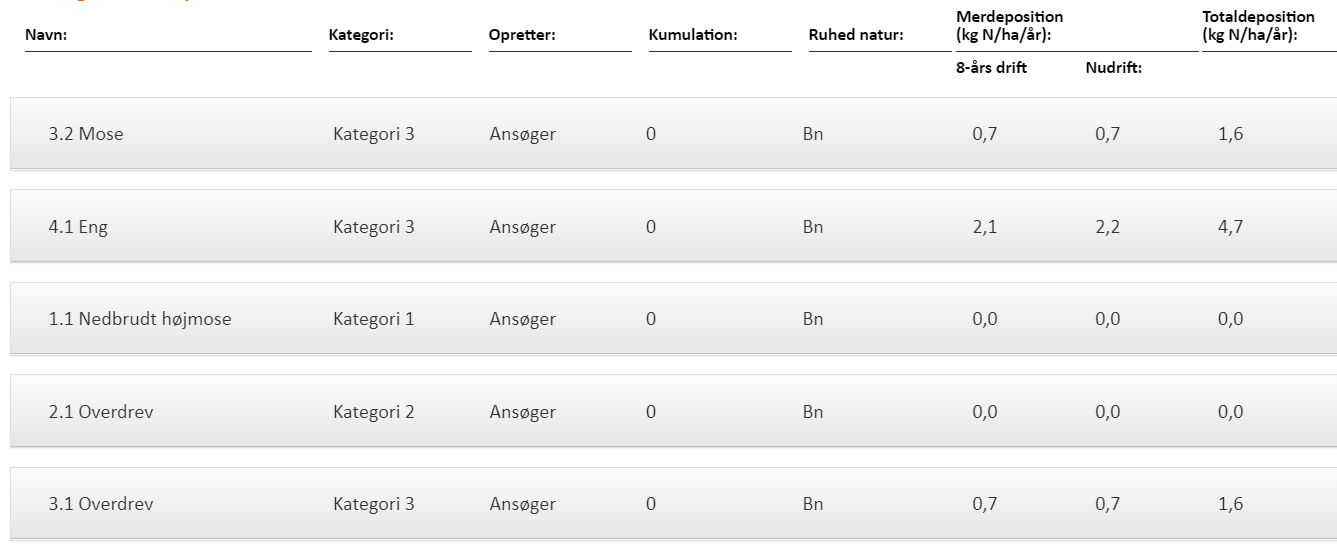 Navn: Kategori: Opretter: Kumulation: Ruhed natur: Merdeposition (kg N/ha/år): Totaldeposition (kg N/ha/år):
8-års drift Nudrift:
3.2 Mose Kategori 3 Ansøger 0 Bn 0,7 0,7 1,6
4.1 Eng Kategori 3 Ansøger 0 Bn 2,1 2,2 4,7
1.1 Nedbrudt højmose Kategori 1 Ansøger 0 Bn 0,0 0,0 0,0
2.1 Overdrev Kategori 2 Ansøger 0 Bn 0,0 0,0 0,0
3.1 Overdrev Kategori 3 Ansøger 0 Bn 0,7 0,7 1,6